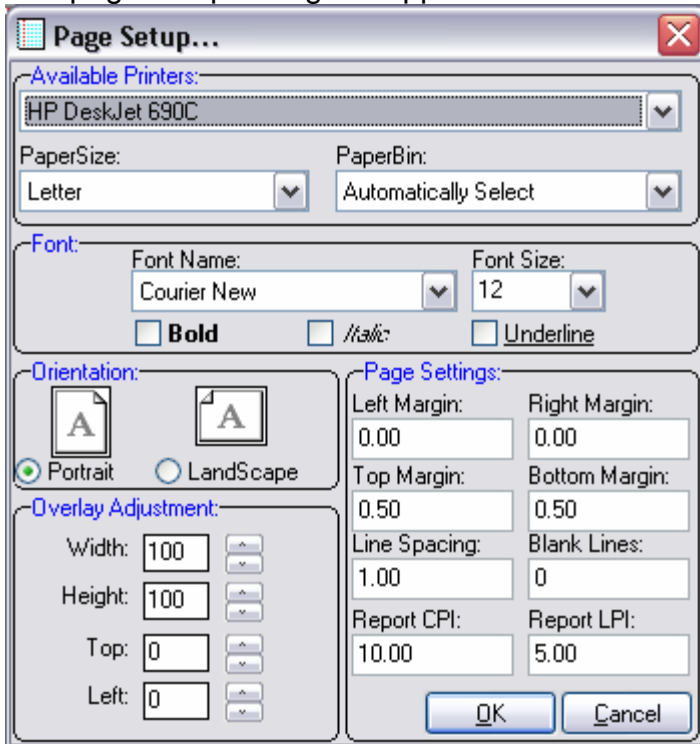 Page Setup...
Available Printers:
HP DeskJet 690C
PaperSize: PaperBin:
Letter Automatically Select
Font:
Font Name: Font Size:
Courier New 12
Bold Italic Underline
Orientation:
A A
Portrait LandScape
Overlay Adjustment:
Width: 100
Height: 100
Top: 0
Left: 0
Page Settings:
Left Margin: Right Margin:
0.00 0.00
Top Margin: Bottom Margin:
0.50 0.50
Line Spacing: Blank Lines:
1.00 0
Report CPI: Report LPI:
10.00 5.00
OK Cancel